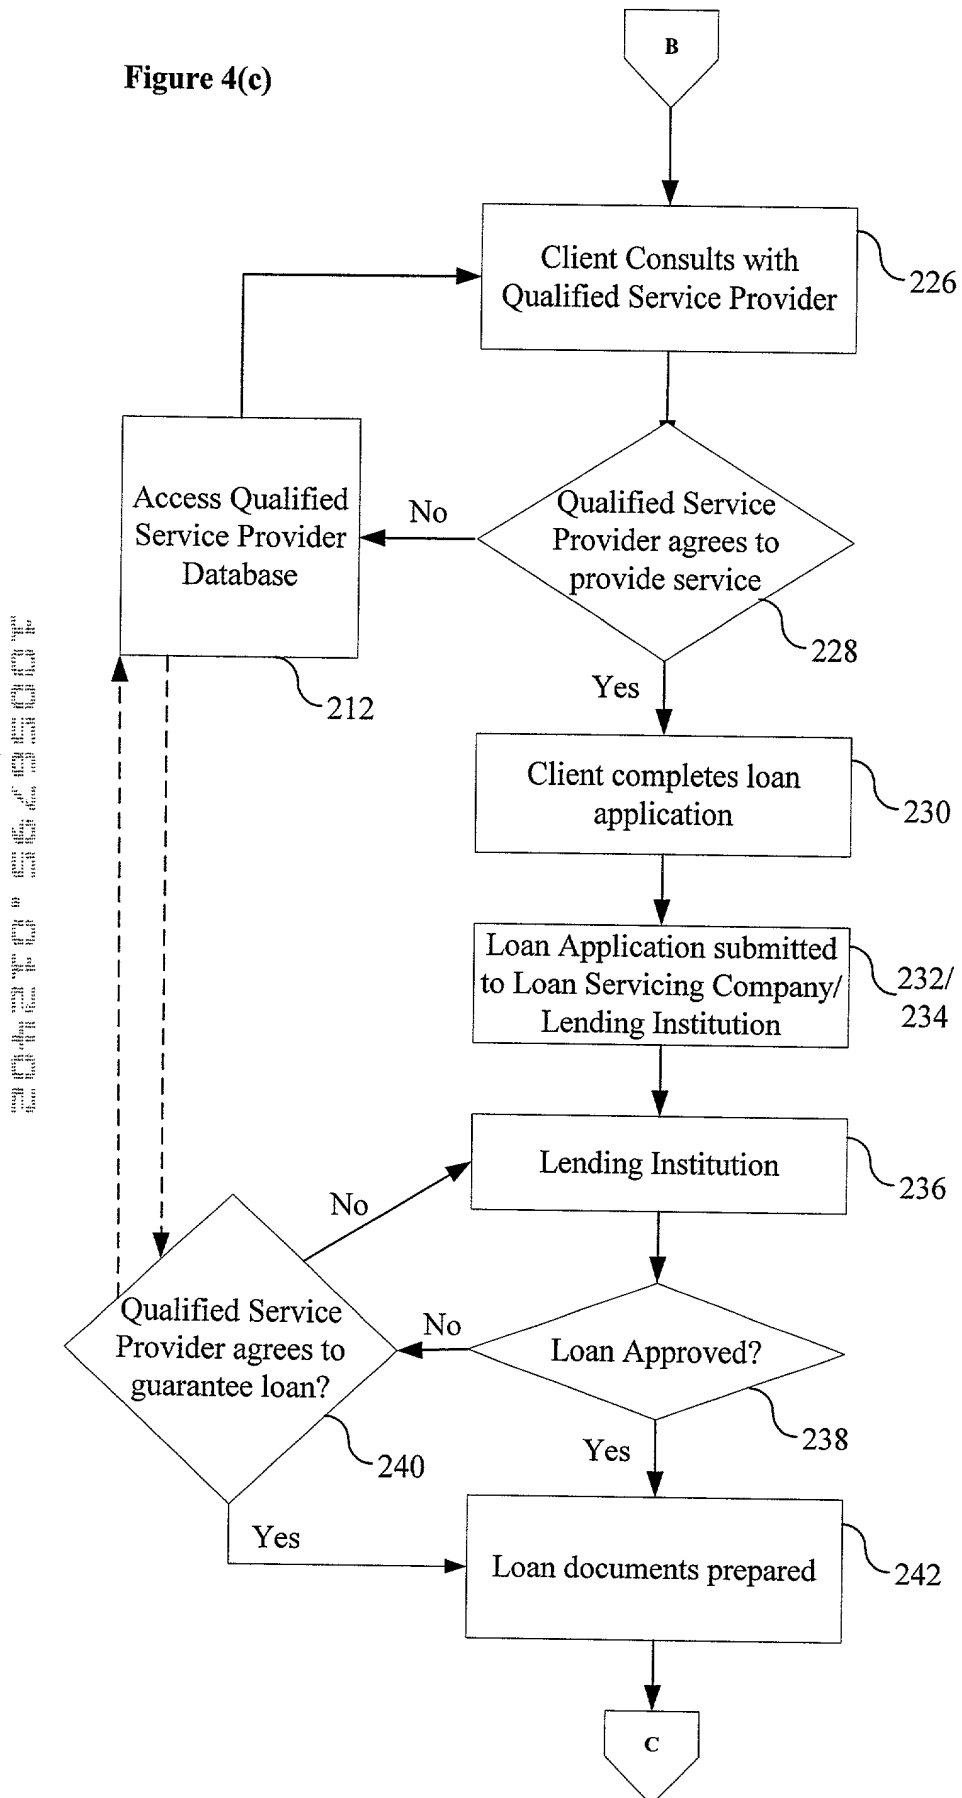 B
Figure 4(c)
Client Consults with
Qualified Service Provider
226
Access Qualified
Service Provider
Database
No
Qualified Service
Provider agrees to
provide service
228
212
Yes
Client completes loan
application
230
Loan Application submitted
to Loan Servicing Company/
Lending Institution
232/
234
Lending Institution
236
No
Qualified Service
Provider agrees to
guarantee loan?
No
Loan Approved?
238
240
Yes
Yes
Loan documents prepared
242
C
10056795.012402